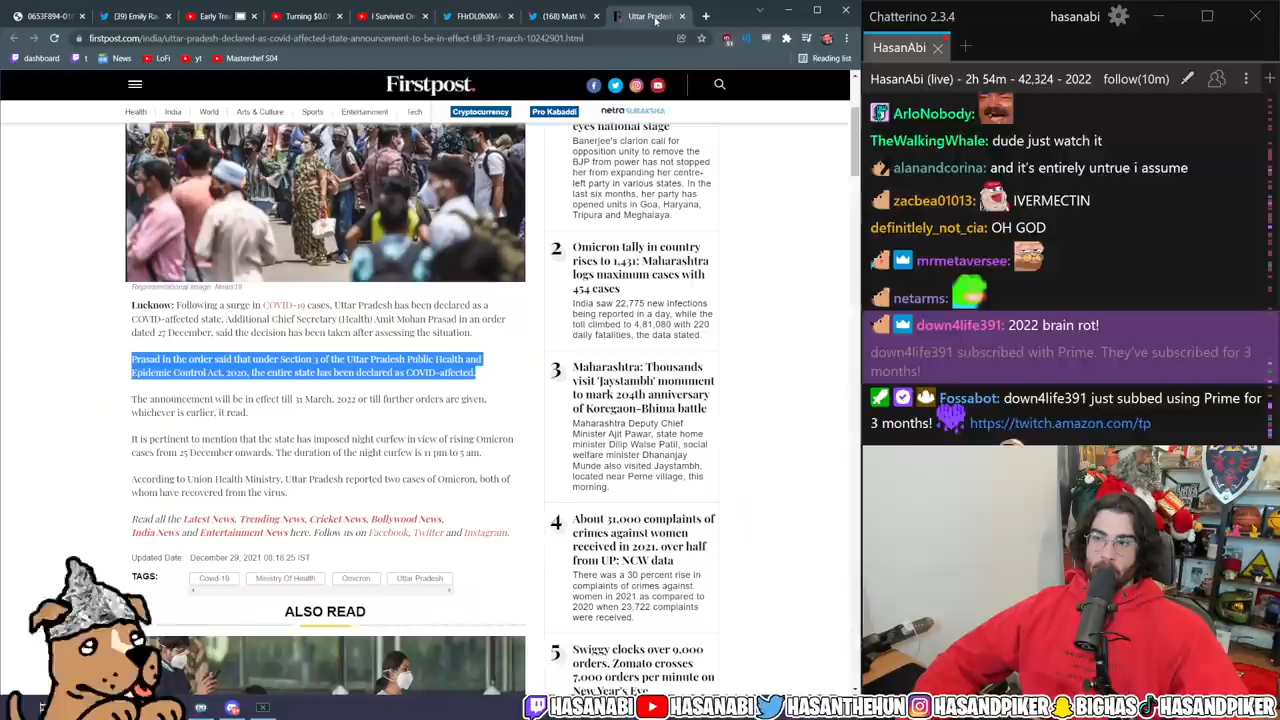 0653F894-01
(39) Emily Ra
Early Tre
Turning $0.01
I Survived On
FHrDL0hXMA
(168) Matt W
Uttar Pradesh
firstpost.com/india/uttar-pradesh-declared-as-covid-affected-state-announcement-to-be-in-effect-till-31-march-10242901.html
dashboard
t
News
LoFi
yt
Masterchef S04
Reading list
Firstpost.
Health India World Arts & Culture Sports Entertainment Tech Cryptocurrency Pro Kabaddi netra SURAKSHA
Representational image. News18
Lucknow: Following a surge in COVID-19 cases, Uttar Pradesh has been declared as a
COVID-affected state. Additional Chief Secretary (Health) Amit Mohan Prasad in an order
dated 27 December, said the decision has been taken after assessing the situation.
Prasad in the order said that under Section 3 of the Uttar Pradesh Public Health and
Epidemic Control Act, 2020, the entire state has been declared as COVID-affected.
The announcement will be in effect till 31 March, 2022 or till further orders are given,
whichever is earlier, it read.
It is pertinent to mention that the state has imposed night curfew in view of rising Omicron
cases from 25 December onwards. The duration of the night curfew is 11 pm to 5 am.
According to Union Health Ministry, Uttar Pradesh reported two cases of Omicron, both of
whom have recovered from the virus.
Read all the Latest News, Trending News, Cricket News, Bollywood News,
India News and Entertainment News here. Follow us on Facebook, Twitter and Instagram.
Updated Date: December 29, 2021 08:18:25 IST
TAGS: Covid-19 Ministry Of Health Omicron Uttar Pradesh
ALSO READ
eyes national stage
Banerjee's clarion call for
opposition unity to remove the
BJP from power has not stopped
her from expanding her centre-
left party in various states. In the
last six months, her party has
opened units in Goa, Haryana,
Tripura and Meghalaya.
2 Omicron tally in country
rises to 1,431; Maharashtra
logs maximum cases with
454 cases
India saw 22,775 new infections
being reported in a day, while the
toll climbed to 4,81,080 with 220
daily fatalities, the data stated.
3 Maharashtra: Thousands
visit 'Jaystambh' monument
to mark 204th anniversary
of Koregaon-Bhima battle
Maharashtra Deputy Chief
Minister Ajit Pawar, state home
minister Dilip Walse Patil, social
welfare minister Dhananjay
Munde also visited Jaystambh,
located near Perne village, this
morning.
4 About 31,000 complaints of
crimes against women
received in 2021, over half
from UP: NCW data
There was a 30 percent rise in
complaints of crimes against
women in 2021 as compared to
2020 when 23,722 complaints
were received.
5 Swiggy clocks over 9,000
orders, Zomato crosses
7,000 orders per minute on
New Year's Eve
Chatterino 2.3.4
hasanabi
HasanAbi
HasanAbi (live) - 2h 54m - 42,324 - 2022 follow(10m)
ArloNobody:
TheWalkingWhale: dude just watch it
alanandcorain: and it's entirely untrue i assume
zacbea01013: IVERMECTIN
definitlely_not_cia: OH GOD
mrmetaversee:
netarms:
down4life391: 2022 brain rot!
down4life391 subscribed with Prime. They've subscribed for 3
months!
Fossabot: down4life391 just subbed using Prime for
3 months! https://twitch.amazon.com/tp
HASANABI HASANABI HASANTHEHUN HASANDPIKER BIGHAS HASANDPIKER